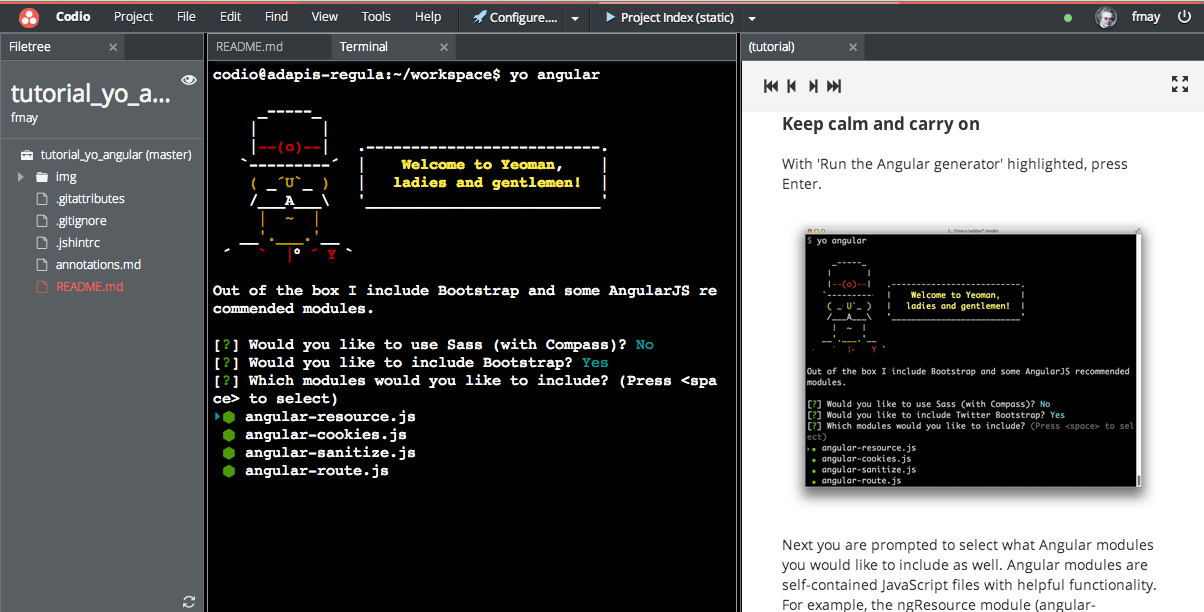 Codio Project File Edit Find View Tools Help Configure.... Project Index (static) fmay
Filetree
tutorial_yo_a...
fmay
tutorial_yo_angular (master)
img
.gitattributes
.gitignore
.jshintrc
annotations.md
README.md
README.md Terminal
codio@adapis-regula:~/workspace$ yo angular
Welcome to Yeoman,
ladies and gentlemen!
Out of the box I include Bootstrap and some AngularJS re
commended modules.
[?] Would you like to use Sass (with Compass)? No
[?] Would you like to include Bootstrap? Yes
[?] Which modules would you like to include? (Press <spa
ce> to select)
angular-resource.js
angular-cookies.js
angular-sanitize.js
angular-route.js
(tutorial)
Keep calm and carry on
With 'Run the Angular generator' highlighted, press
Enter.
$ yo angular
Welcome to Yeoman,
ladies and gentlemen!
Out of the box I include Bootstrap and some AngularJS recommended
modules.
[?] Would you like to use Sass (with Compass)? No
[?] Would you like to include Twitter Bootstrap? Yes
[?] Which modules would you like to include? (Press <space> to sel
ect)
angular-resource.js
angular-cookies.js
angular-sanitize.js
angular-route.js
Next you are prompted to select what Angular modules
you would like to include as well. Angular modules are
self-contained JavaScript files with helpful functionality.
For example, the ngResource module (angular-